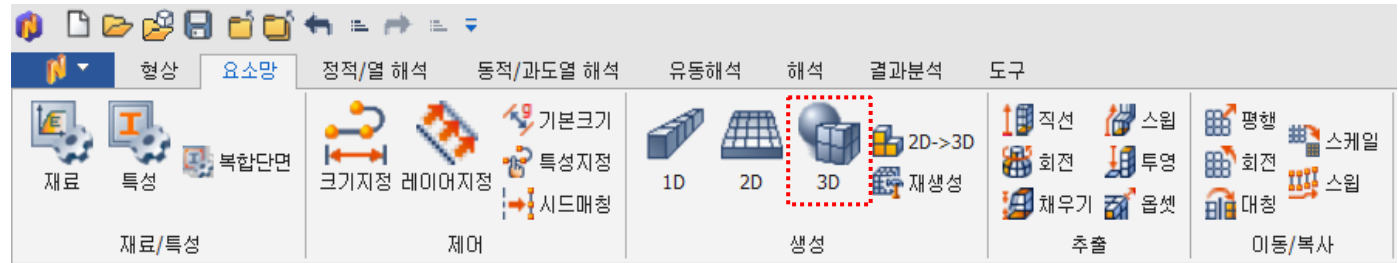 형상 요소망 정적/열 해석 동적/과도열 해석 유동해석 해석 결과분석 도구
재료 특성 복합단면
재료/특성
크기지정 레이어지정 기본크기
특성지정
시드매칭
제어
1D 2D 3D 2D->3D
재생성
생성
직선 스윕
회전 투영
채우기 옵셋
추출
평행 스케일
회전 스윕
대칭
이동/복사